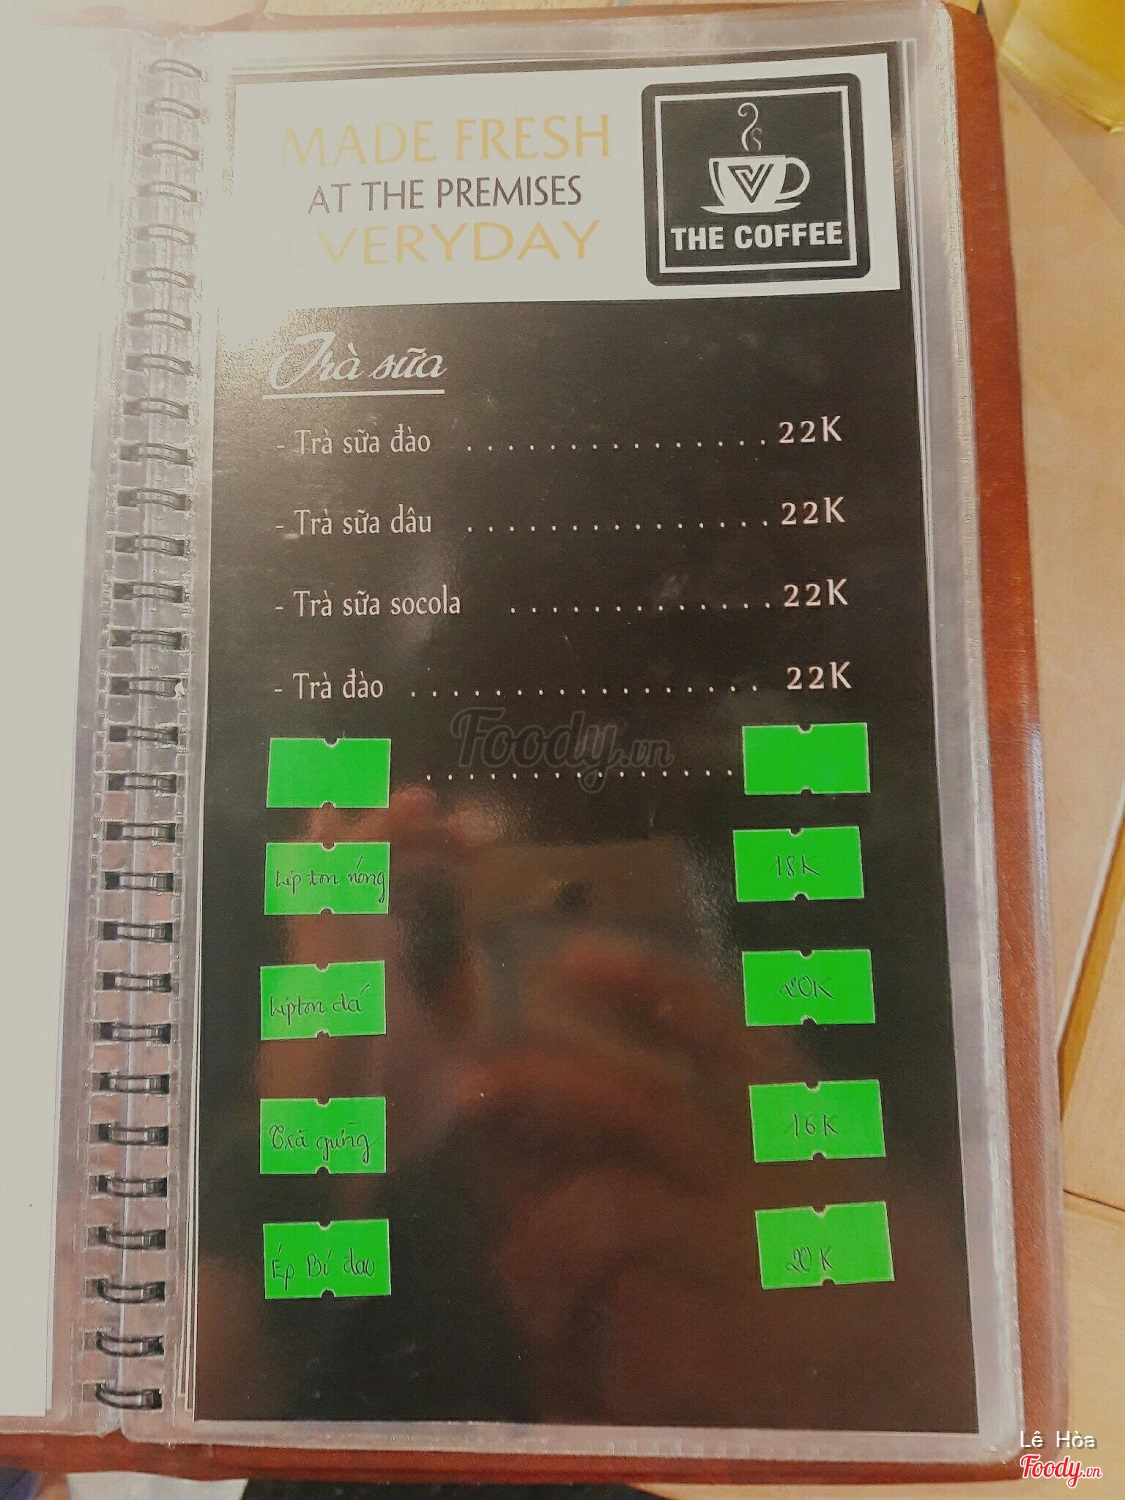 MADE FRESH
AT THE PREMISES
EVERYDAY
THE COFFEE
Trà sữa
- Trà sữa đào . . . . . . . . . . . . . . . 22K
- Trà sữa dâu . . . . . . . . . . . . . . . 22K
- Trà sữa socola . . . . . . . . . . . . . 22K
- Trà đào . . . . . . . . . . . . . . . . . 22K
Foody.vn
. . . . . . . . . . . . . . .
Lipton nóng 18K
Lipton đá 20K
Trà gừng 16K
Ép Bí đao 20K
Lê Hòa
Foody.vn